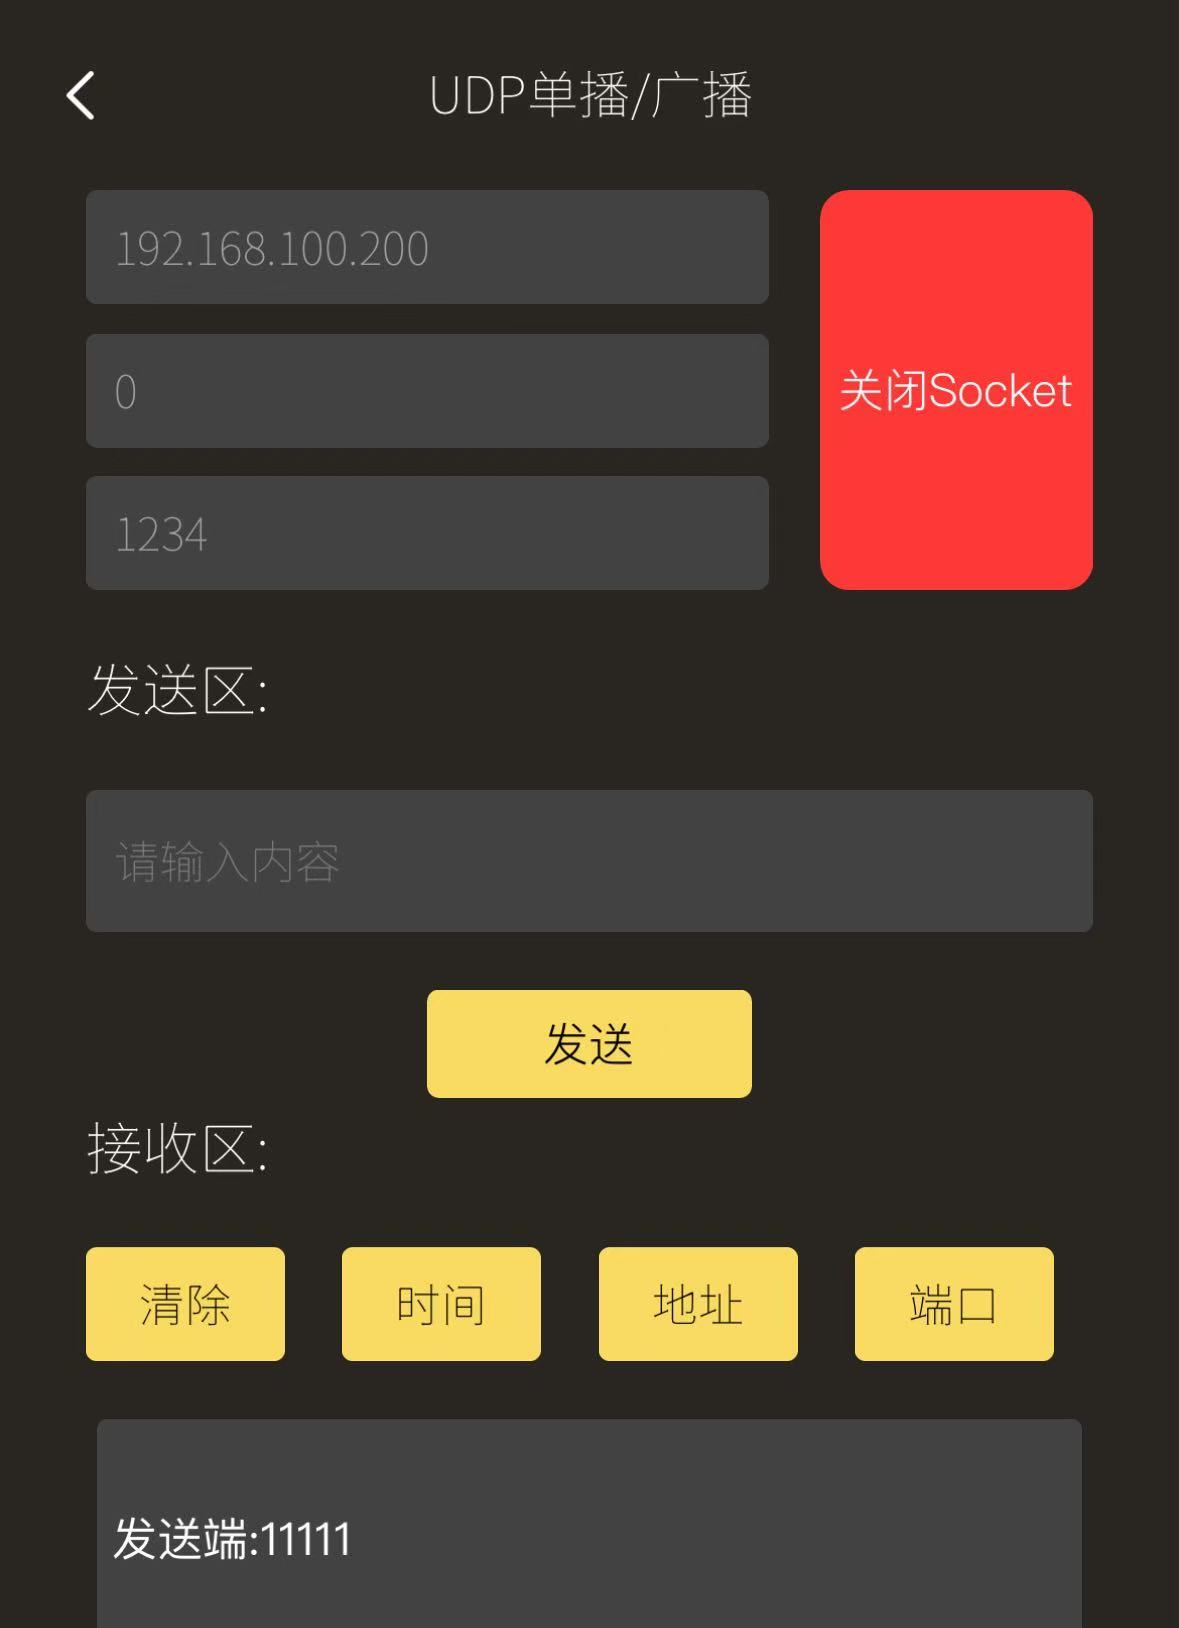 UDP单播/广播
192.168.100.200
0
1234
关闭Socket
发送区:
请输入内容
发送
接收区:
清除 时间 地址 端口
发送端:11111